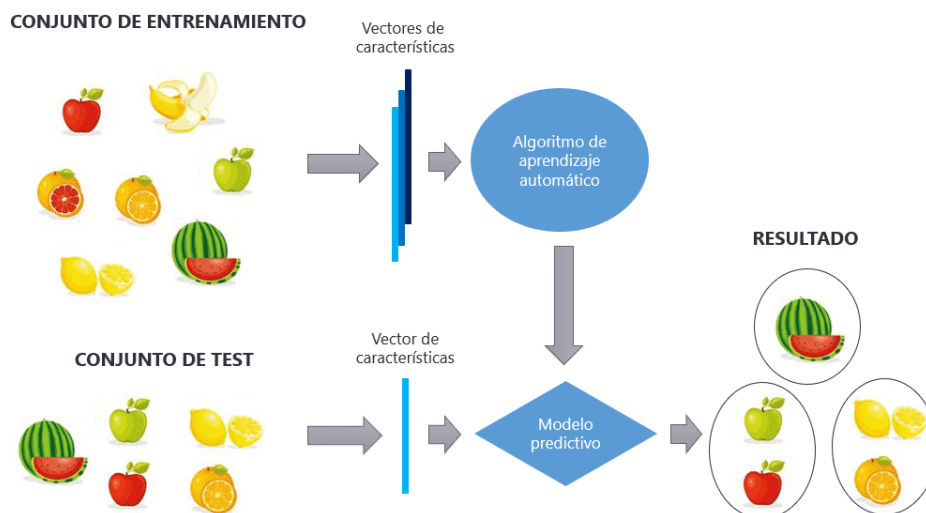 CONJUNTO DE ENTRENAMIENTO
Vectores de
características
Algoritmo de
aprendizaje
automático
RESULTADO
CONJUNTO DE TEST
Vector de
características
Modelo
predictivo